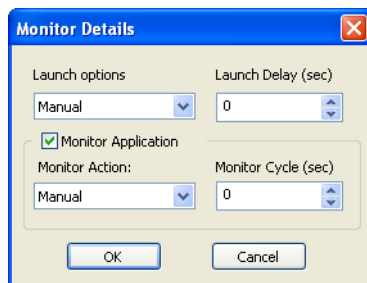 Monitor Details
Launch options
Launch Delay (sec)
Manual
0
Monitor Application
Monitor Action:
Monitor Cycle (sec)
Manual
0
OK
Cancel